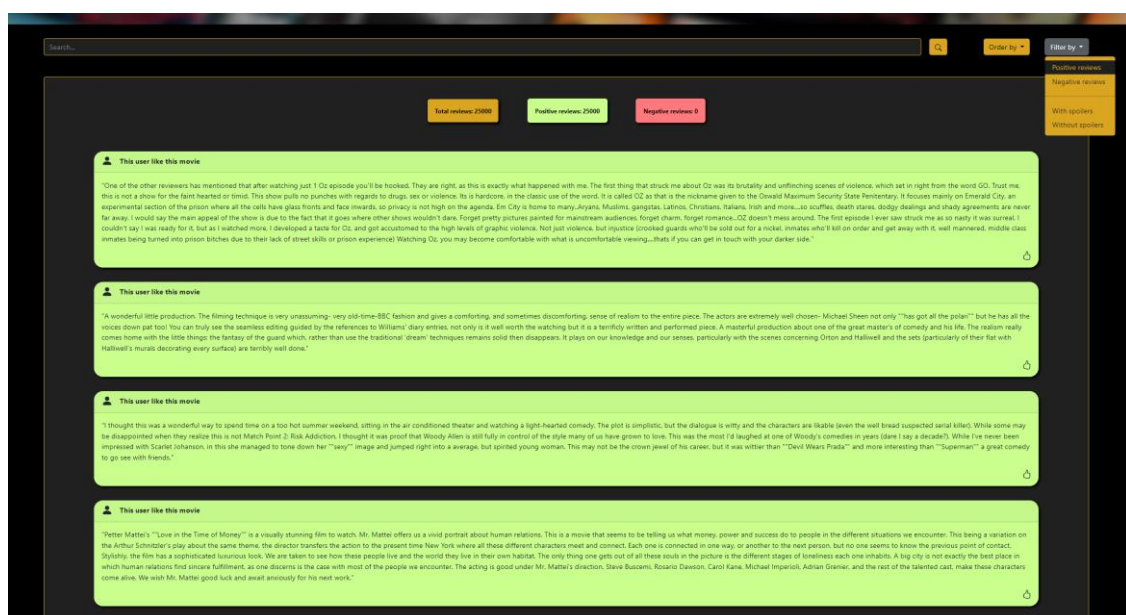 Search...
Order by
Filter by
Positive reviews
Negative reviews
With spoilers
Without spoilers
Total reviews: 25000
Positive reviews: 25000
Negative reviews: 0
This user like this movie
"One of the other reviewers has mentioned that after watching just 1 Oz episode you'll be hooked. They are right, as this is exactly what happened with me. The first thing that struck me about Oz was its brutality and unflinching scenes of violence, which set in right from the word GO. Trust me,
this is not a show for the faint hearted or timid. This show pulls no punches with regards to drugs, sex or violence. Its is hardcore, in the classic use of the word. It is called OZ as that is the nickname given to the Oswald Maximum Security State Penitentary. It focuses mainly on Emerald City, an
experimental section of the prison where all the cells have glass fronts and face inwards, so privacy is not high on the agenda. Em City is home to many..Aryans, Muslims, gangstas, Latinos, Christians, Italians, Irish and more....so scuffles, death stares, dodgy dealings and shady agreements are never
far away. I would say the main appeal of the show is due to the fact that it goes where other shows wouldn't dare. Forget pretty pictures painted for mainstream audiences, forget charm, forget romance...OZ doesn't mess around. The first episode I ever saw struck me as so nasty it was surreal, I
couldn't say I was ready for it, but as I watched more, I developed a taste for Oz, and got accustomed to the high levels of graphic violence. Not just violence, but injustice (crooked guards who'll be sold out for a nickel, inmates who'll kill on order and get away with it, well mannered, middle class
inmates being turned into prison bitches due to their lack of street skills or prison experience) Watching Oz, you may become comfortable with what is uncomfortable viewing....thats if you can get in touch with your darker side."
This user like this movie
"A wonderful little production. The filming technique is very unassuming- very old-time-BBC fashion and gives a comforting, and sometimes discomforting, sense of realism to the entire piece. The actors are extremely well chosen- Michael Sheen not only ""has got all the polari"" but he has all the
voices down pat too! You can truly see the seamless editing guided by the references to Williams' diary entries, not only is it well worth the watching but it is a terrificly written and performed piece. A masterful production about one of the great master's of comedy and his life. The realism really
comes home with the little things: the fantasy of the guard which, rather than use the traditional 'dream' techniques remains solid then disappears. It plays on our knowledge and our senses, particularly with the scenes concerning Orton and Halliwell and the sets (particularly of their flat with
Halliwell's murals decorating every surface) are terribly well done."
This user like this movie
"I thought this was a wonderful way to spend time on a too hot summer weekend, sitting in the air conditioned theater and watching a light-hearted comedy. The plot is simplistic, but the dialogue is witty and the characters are likable (even the well bread suspected serial killer). While some may
be disappointed when they realize this is not Match Point 2: Risk Addiction, I thought it was proof that Woody Allen is still fully in control of the style many of us have grown to love. This was the most I'd laughed at one of Woody's comedies in years (dare I say a decade?). While I've never been
impressed with Scarlet Johanson, in this she managed to tone down her ""sexy"" image and jumped right into a average, but spirited young woman. This may not be the crown jewel of his career, but it was wittier than ""Devil Wears Prada"" and more interesting than ""Superman"" a great comedy
to go see with friends."
This user like this movie
"Petter Mattei's ""Love in the Time of Money"" is a visually stunning film to watch. Mr. Mattei offers us a vivid portrait about human relations. This is a movie that seems to be telling us what money, power and success do to people in the different situations we encounter. This being a variation on
the Arthur Schnitzler's play about the same theme, the director transfers the action to the present time New York where all these different characters meet and connect. Each one is connected in one way, or another to the next person, but no one seems to know the previous point of contact.
Stylishly, the film has a sophisticated luxurious look. We are taken to see how these people live and the world they live in their own habitat. The only thing one gets out of all these souls in the picture is the different stages of loneliness each one inhabits. A big city is not exactly the best place in
which human relations find sincere fulfillment, as one discerns is the case with most of the people we encounter. The acting is good under Mr. Mattei's direction. Steve Buscemi, Rosario Dawson, Carol Kane, Michael Imperioli, Adrian Grenier, and the rest of the talented cast, make these characters
come alive. We wish Mr. Mattei good luck and await anxiously for his next work."